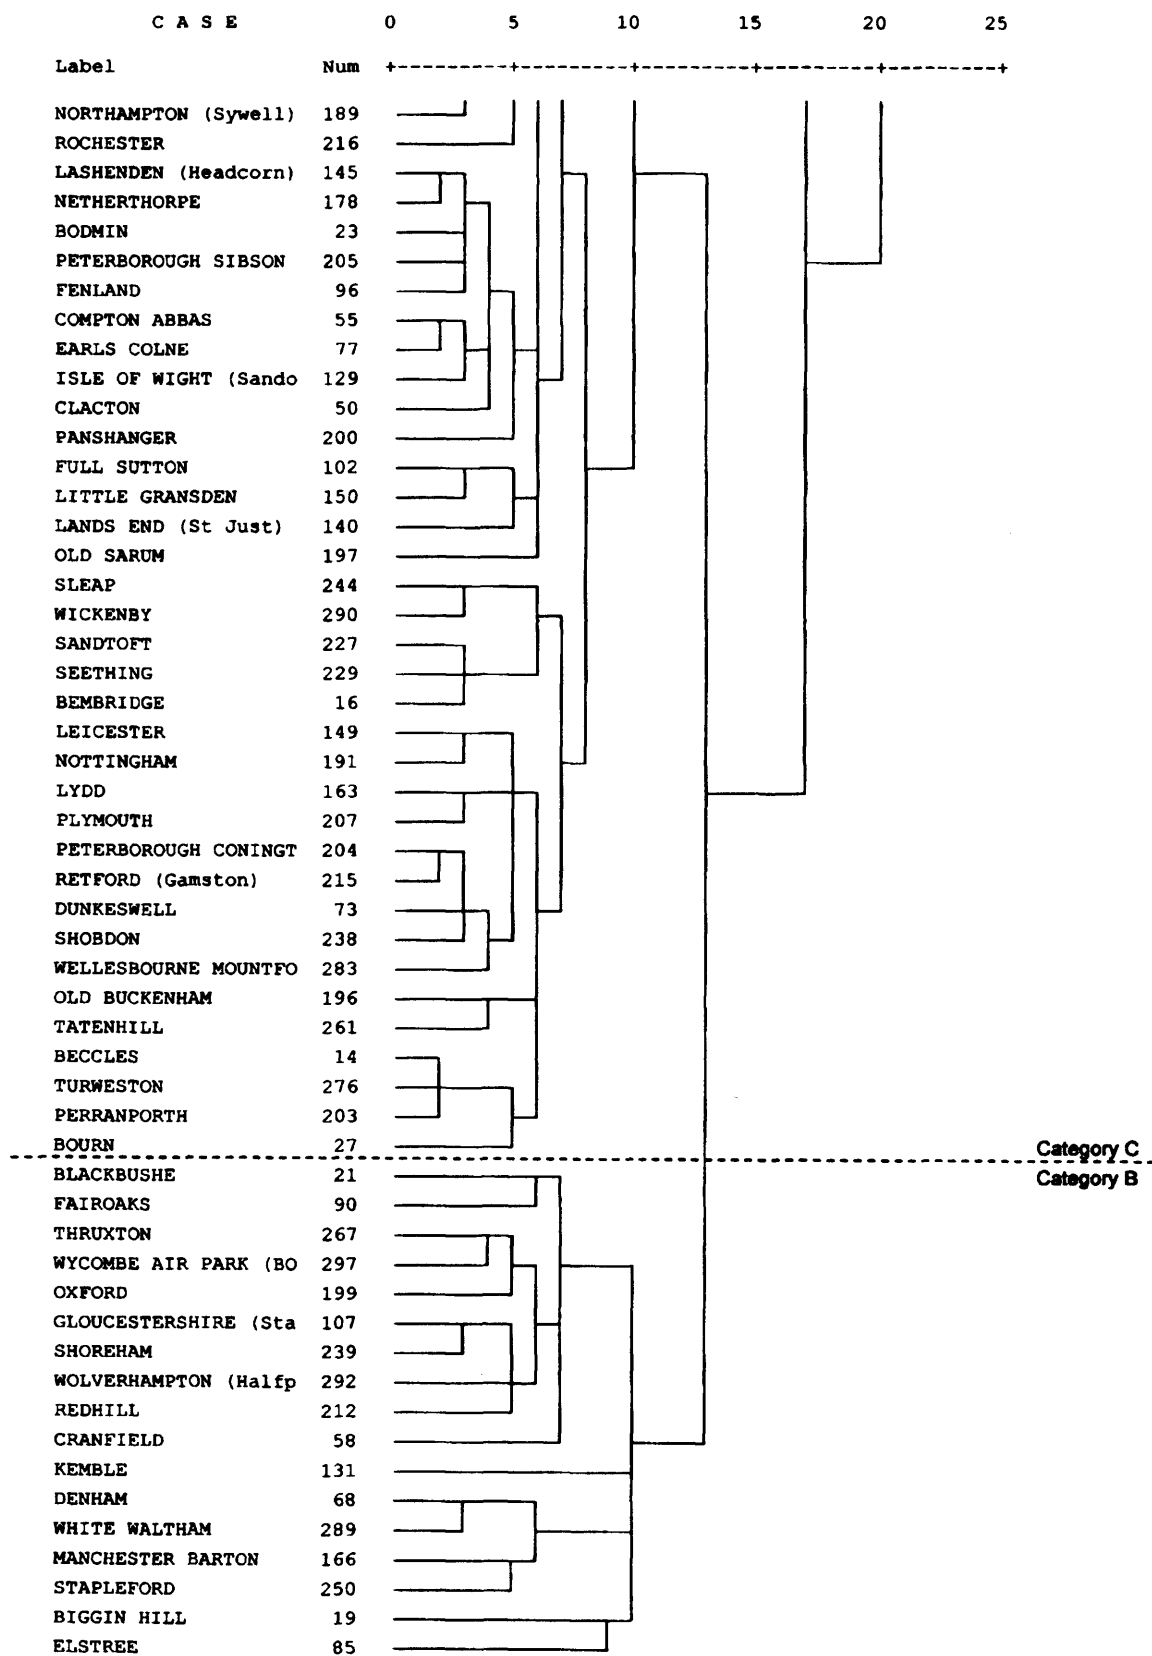 C A S E 0 5 10 15 20 25
Label Num +---------+---------+---------+---------+---------+
NORTHAMPTON (Sywell) 189
ROCHESTER 216
LASHENDEN (Headcorn) 145
NETHERTHORPE 178
BODMIN 23
PETERBOROUGH SIBSON 205
FENLAND 96
COMPTON ABBAS 55
EARLS COLNE 77
ISLE OF WIGHT (Sando 129
CLACTON 50
PANSHANGER 200
FULL SUTTON 102
LITTLE GRANSDEN 150
LANDS END (St Just) 140
OLD SARUM 197
SLEAP 244
WICKENBY 290
SANDTOFT 227
SEETHING 229
BEMBRIDGE 16
LEICESTER 149
NOTTINGHAM 191
LYDD 163
PLYMOUTH 207
PETERBOROUGH CONINGT 204
RETFORD (Gamston) 215
DUNKESWELL 73
SHOBDON 238
WELLESBOURNE MOUNTFO 283
OLD BUCKENHAM 196
TATENHILL 261
BECCLES 14
TURWESTON 276
PERRANPORTH 203
BOURN 27
Category C
BLACKBUSHE 21
Category B
FAIROAKS 90
THRUXTON 267
WYCOMBE AIR PARK (BO 297
OXFORD 199
GLOUCESTERSHIRE (Sta 107
SHOREHAM 239
WOLVERHAMPTON (Halfp 292
REDHILL 212
CRANFIELD 58
KEMBLE 131
DENHAM 68
WHITE WALTHAM 289
MANCHESTER BARTON 166
STAPLEFORD 250
BIGGIN HILL 19
ELSTREE 85